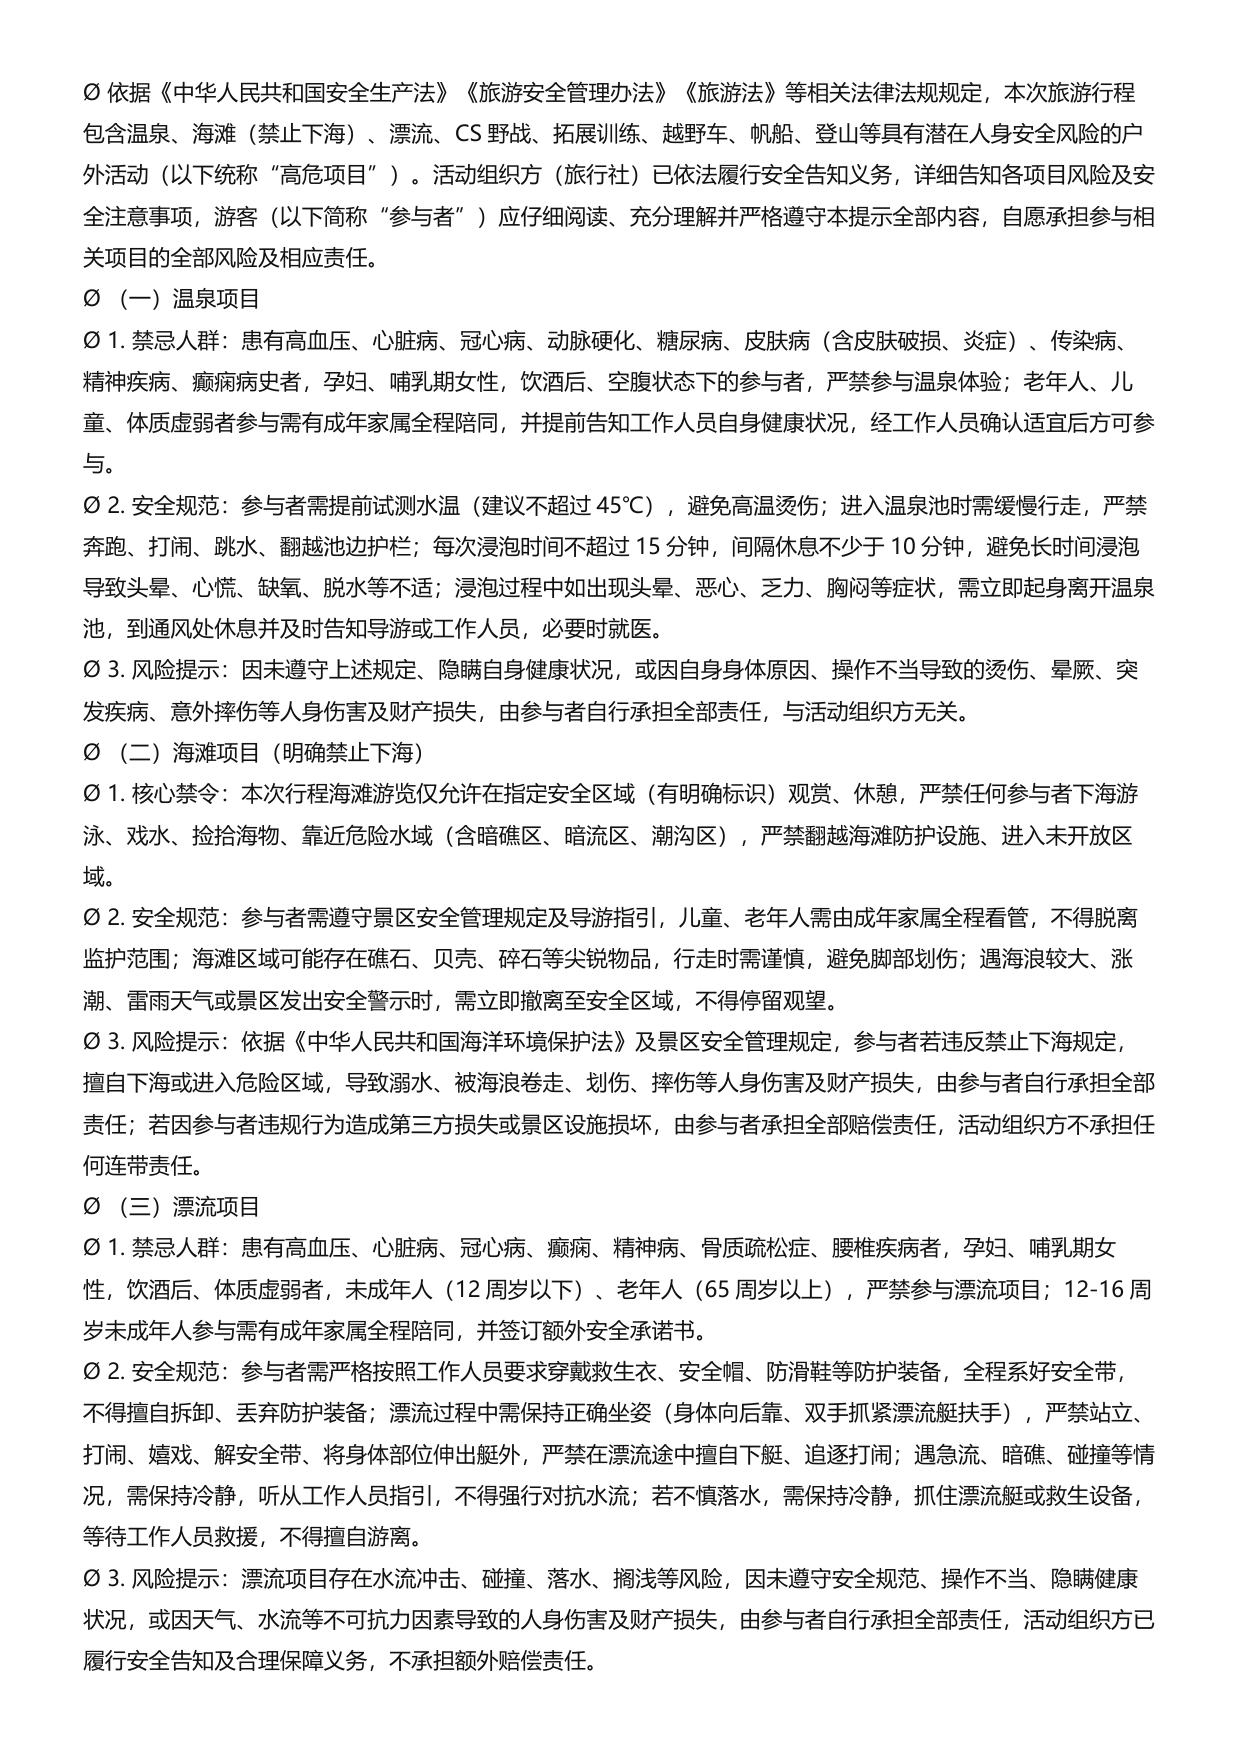 Ø 依据《中华人民共和国安全生产法》《旅游安全管理办法》《旅游法》等相关法律法规规定，本次旅游行程
包含温泉、海滩（禁止下海）、漂流、CS 野战、拓展训练、越野车、帆船、登山等具有潜在人身安全风险的户
外活动（以下统称“高危项目”）。活动组织方（旅行社）已依法履行安全告知义务，详细告知各项目风险及安
全注意事项，游客（以下简称“参与者”）应仔细阅读、充分理解并严格遵守本提示全部内容，自愿承担参与相
关项目的全部风险及相应责任。
Ø （一）温泉项目
Ø 1. 禁忌人群：患有高血压、心脏病、冠心病、动脉硬化、糖尿病、皮肤病（含皮肤破损、炎症）、传染病、
精神疾病、癫痫病史者，孕妇、哺乳期女性，饮酒后、空腹状态下的参与者，严禁参与温泉体验；老年人、儿
童、体质虚弱者参与需有成年家属全程陪同，并提前告知工作人员自身健康状况，经工作人员确认适宜后方可参
与。
Ø 2. 安全规范：参与者需提前试测水温（建议不超过 45℃），避免高温烫伤；进入温泉池时需缓慢行走，严禁
奔跑、打闹、跳水、翻越池边护栏；每次浸泡时间不超过 15 分钟，间隔休息不少于 10 分钟，避免长时间浸泡
导致头晕、心慌、缺氧、脱水等不适；浸泡过程中如出现头晕、恶心、乏力、胸闷等症状，需立即起身离开温泉
池，到通风处休息并及时告知导游或工作人员，必要时就医。
Ø 3. 风险提示：因未遵守上述规定、隐瞒自身健康状况，或因自身身体原因、操作不当导致的烫伤、晕厥、突
发疾病、意外摔伤等人身伤害及财产损失，由参与者自行承担全部责任，与活动组织方无关。
Ø （二）海滩项目（明确禁止下海）
Ø 1. 核心禁令：本次行程海滩游览仅允许在指定安全区域（有明确标识）观赏、休憩，严禁任何参与者下海游
泳、戏水、捡拾海物、靠近危险水域（含暗礁区、暗流区、潮沟区），严禁翻越海滩防护设施、进入未开放区
域。
Ø 2. 安全规范：参与者需遵守景区安全管理规定及导游指引，儿童、老年人需由成年家属全程看管，不得脱离
监护范围；海滩区域可能存在礁石、贝壳、碎石等尖锐物品，行走时需谨慎，避免脚部划伤；遇海浪较大、涨
潮、雷雨天气或景区发出安全警示时，需立即撤离至安全区域，不得停留观望。
Ø 3. 风险提示：依据《中华人民共和国海洋环境保护法》及景区安全管理规定，参与者若违反禁止下海规定，
擅自下海或进入危险区域，导致溺水、被海浪卷走、划伤、摔伤等人身伤害及财产损失，由参与者自行承担全部
责任；若因参与者违规行为造成第三方损失或景区设施损坏，由参与者承担全部赔偿责任，活动组织方不承担任
何连带责任。
Ø （三）漂流项目
Ø 1. 禁忌人群：患有高血压、心脏病、冠心病、癫痫、精神病、骨质疏松症、腰椎疾病者，孕妇、哺乳期女
性，饮酒后、体质虚弱者，未成年人（12 周岁以下）、老年人（65 周岁以上），严禁参与漂流项目；12-16 周
岁未成年人参与需有成年家属全程陪同，并签订额外安全承诺书。
Ø 2. 安全规范：参与者需严格按照工作人员要求穿戴救生衣、安全帽、防滑鞋等防护装备，全程系好安全带，
不得擅自拆卸、丢弃防护装备；漂流过程中需保持正确坐姿（身体向后靠、双手抓紧漂流艇扶手），严禁站立、
打闹、嬉戏、解安全带、将身体部位伸出艇外，严禁在漂流途中擅自下艇、追逐打闹；遇急流、暗礁、碰撞等情
况，需保持冷静，听从工作人员指引，不得强行对抗水流；若不慎落水，需保持冷静，抓住漂流艇或救生设备，
等待工作人员救援，不得擅自游离。
Ø 3. 风险提示：漂流项目存在水流冲击、碰撞、落水、搁浅等风险，因未遵守安全规范、操作不当、隐瞒健康
状况，或因天气、水流等不可抗力因素导致的人身伤害及财产损失，由参与者自行承担全部责任，活动组织方已
履行安全告知及合理保障义务，不承担额外赔偿责任。